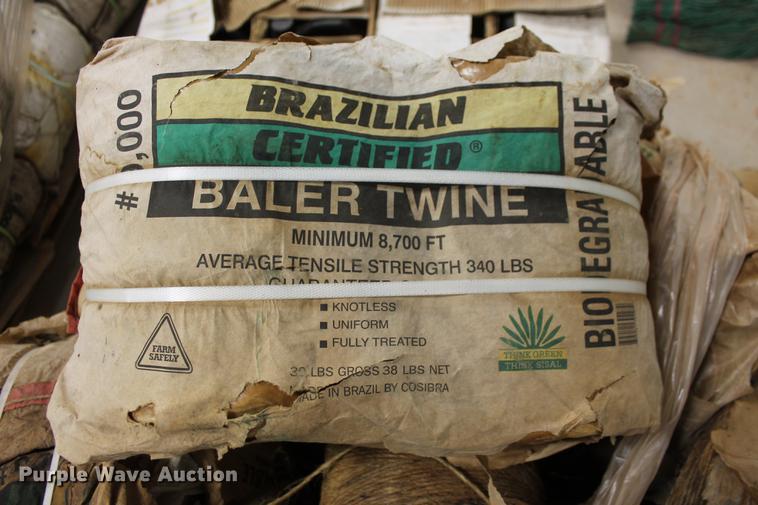 BRAZILIAN
CERTIFIED ®
BALER TWINE
MINIMUM 8,700 FT
AVERAGE TENSILE STRENGTH 340 LBS
KNOTLESS
UNIFORM
FULLY TREATED
LBS GROSS 38 LBS NET
MADE IN BRAZIL BY COSIBRA
FARM
SAFELY
THINK GREEN
THINK SISAL
BIODEGRADABLE
Purple Wave Auction